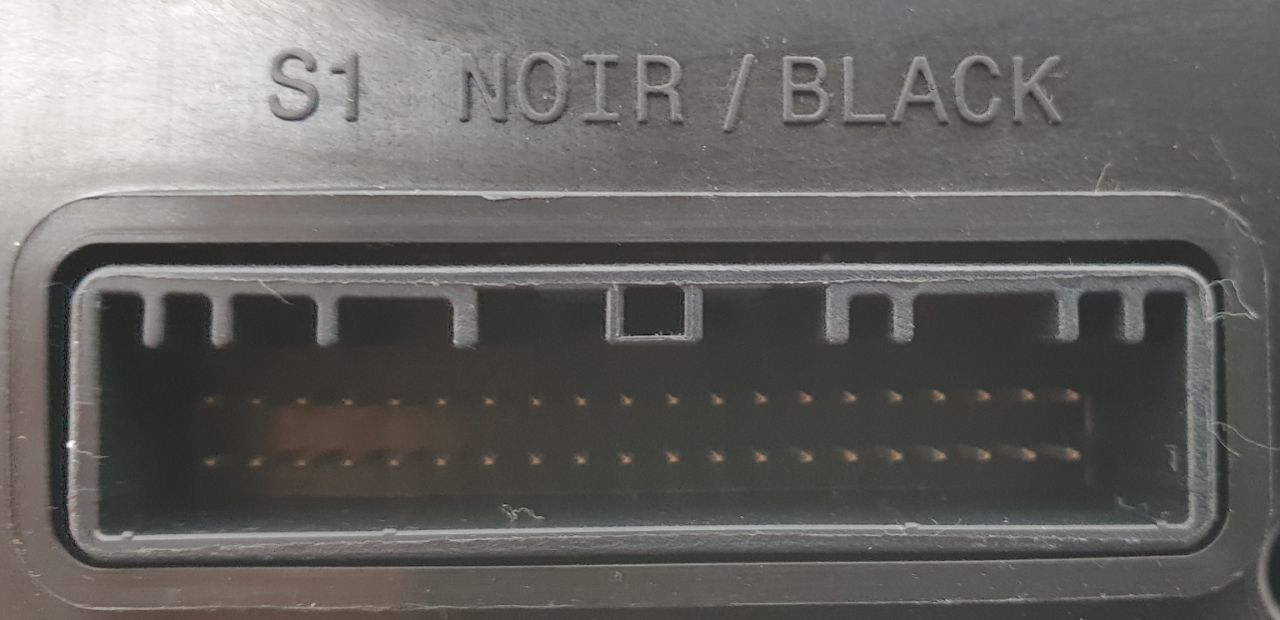 S1 NOIR / BLACK